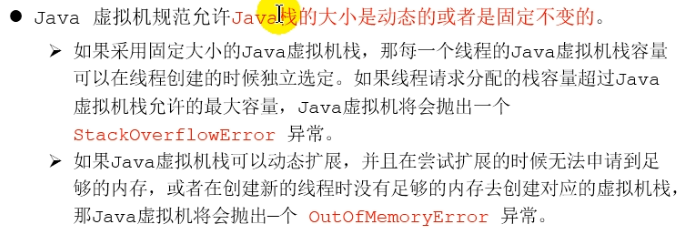 ● Java 虚拟机规范允许Java栈的大小是动态的或者是固定不变的。
➢ 如果采用固定大小的Java虚拟机栈，那每一个线程的Java虚拟机栈容量
可以在线程创建的时候独立选定。如果线程请求分配的栈容量超过Java
虚拟机栈允许的最大容量，Java虚拟机将会抛出一个
StackOverflowError 异常。
➢ 如果Java虚拟机栈可以动态扩展，并且在尝试扩展的时候无法申请到足
够的内存，或者在创建新的线程时没有足够的内存去创建对应的虚拟机栈，
那Java虚拟机将会抛出一个 OutOfMemoryError 异常。